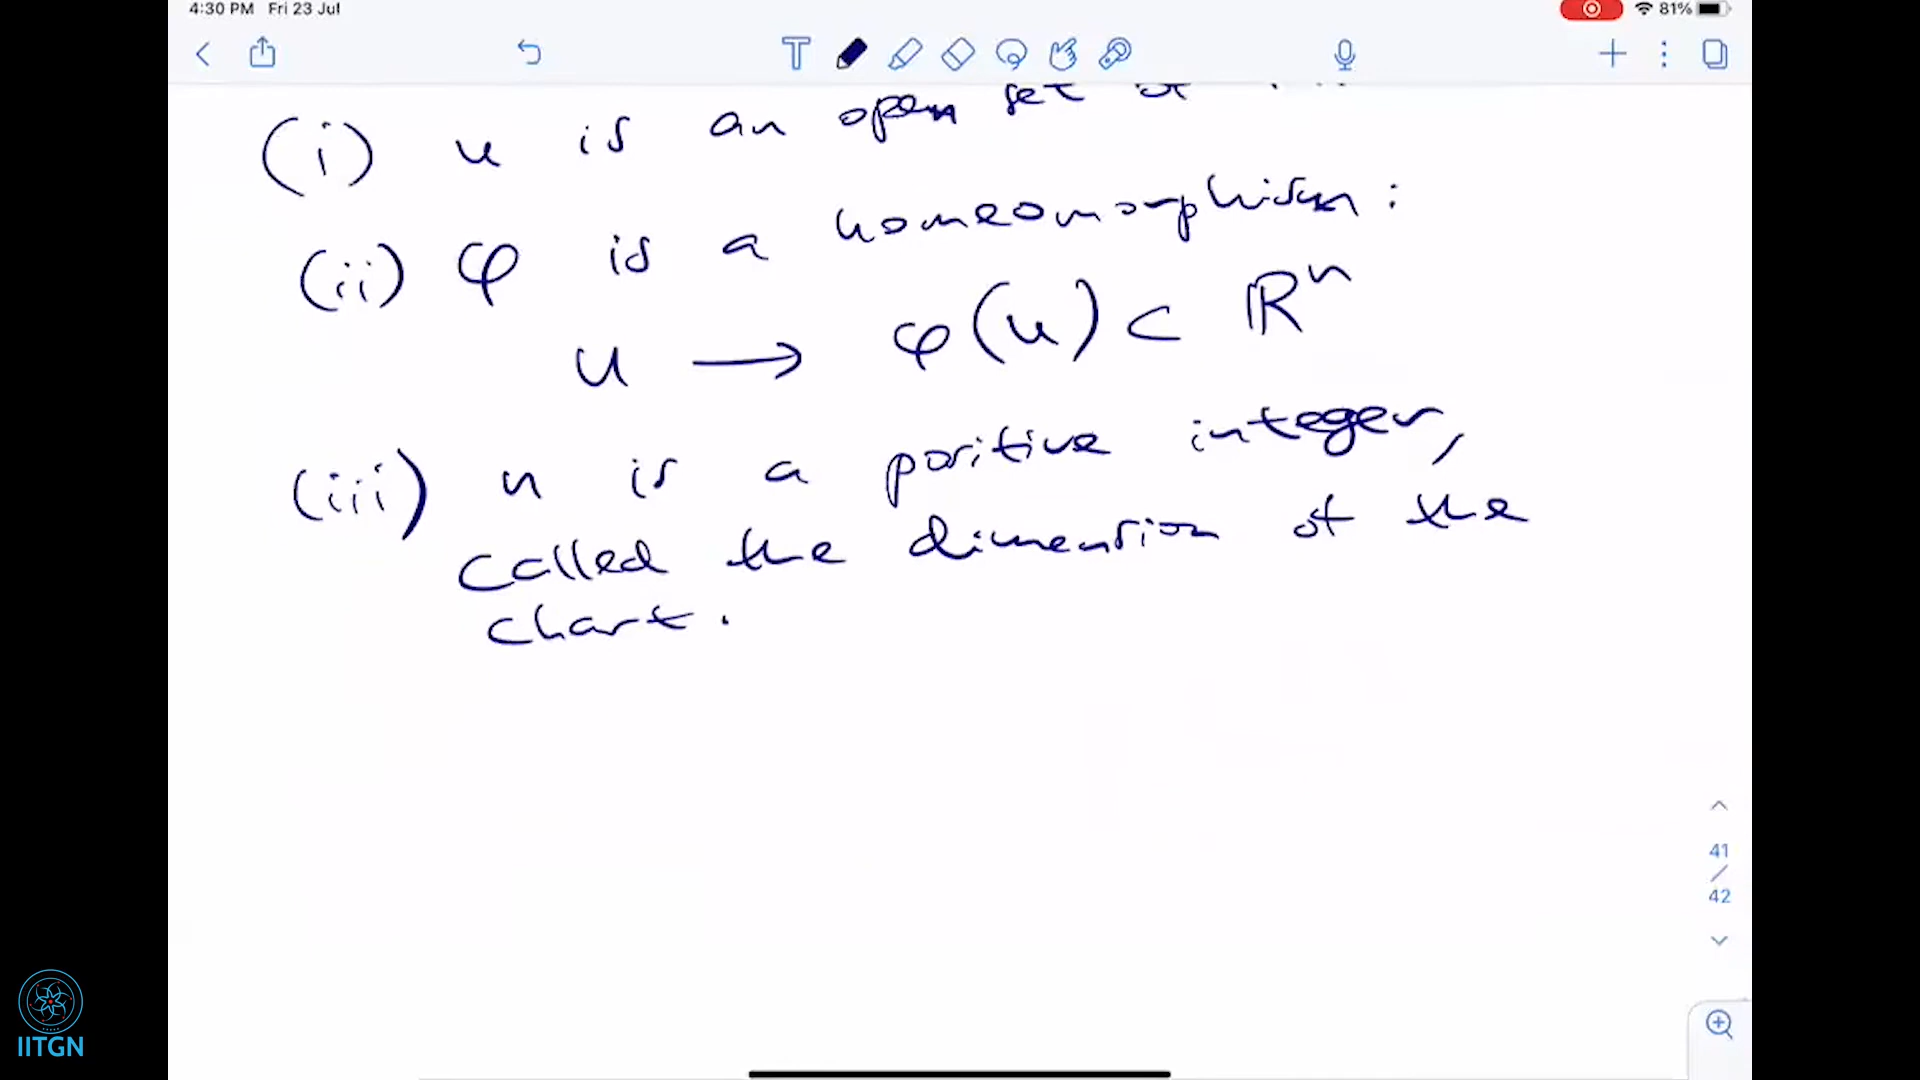 4:30 PM Fri 23 Jul
81%
(i) U is an open set of
(ii) φ is a homeomorphism:
U → φ(U) ⊂ ℝⁿ
(iii) n is a positive integer,
called the dimension of the
chart.
41
/
42
IITGN